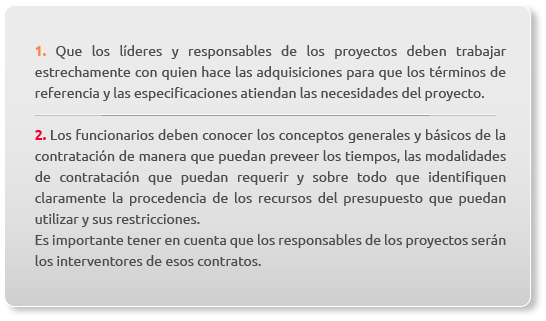 1. Que los líderes y responsables de los proyectos deben trabajar
estrechamente con quien hace las adquisiciones para que los términos de
referencia y las especificaciones atiendan las necesidades del proyecto.
2. Los funcionarios deben conocer los conceptos generales y básicos de la
contratación de manera que puedan preveer los tiempos, las modalidades
de contratación que puedan requerir y sobre todo que identifiquen
claramente la procedencia de los recursos del presupuesto que puedan
utilizar y sus restricciones.
Es importante tener en cuenta que los responsables de los proyectos serán
los interventores de esos contratos.